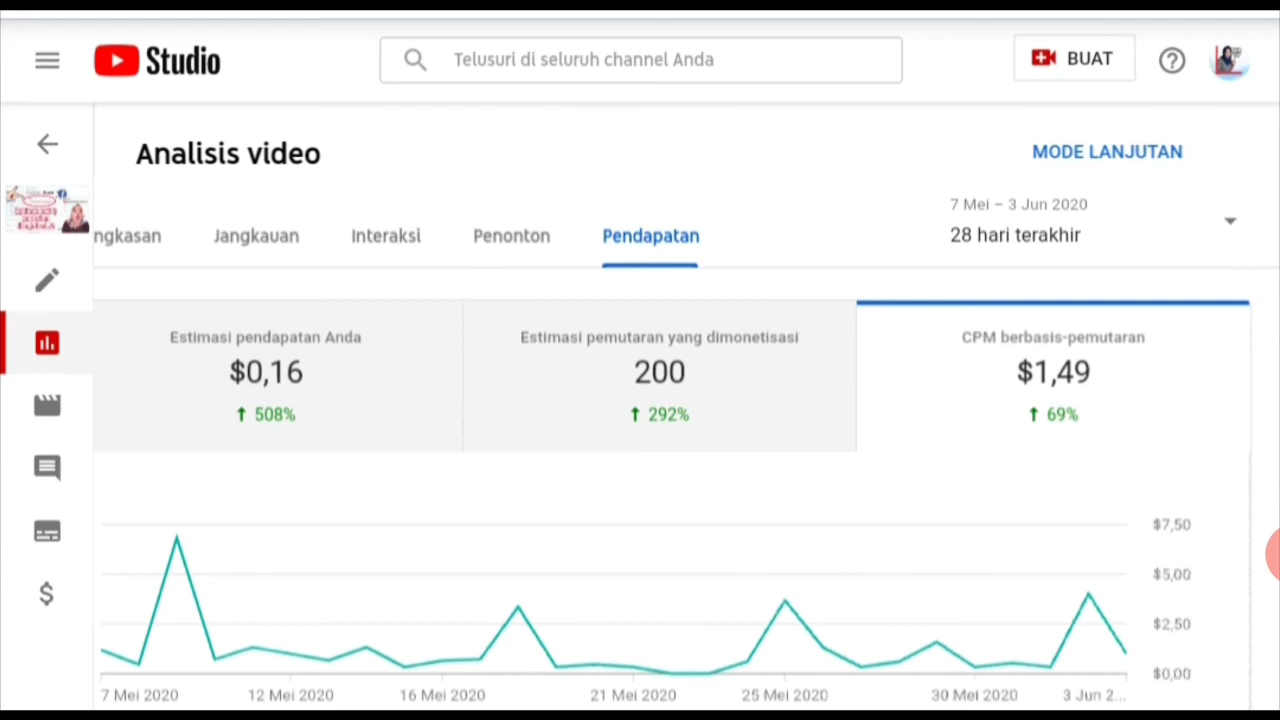 Studio
Telusuri di seluruh channel Anda
BUAT
Analisis video
MODE LANJUTAN
7 Mei – 3 Jun 2020
28 hari terakhir
ngkasan
Jangkauan
Interaksi
Penonton
Pendapatan
Estimasi pendapatan Anda
$0,16
508%
Estimasi pemutaran yang dimonetisasi
200
292%
CPM berbasis-pemutaran
$1,49
69%
$7,50
$5,00
$2,50
$0,00
7 Mei 2020
12 Mei 2020
16 Mei 2020
21 Mei 2020
25 Mei 2020
30 Mei 2020
3 Jun 2...